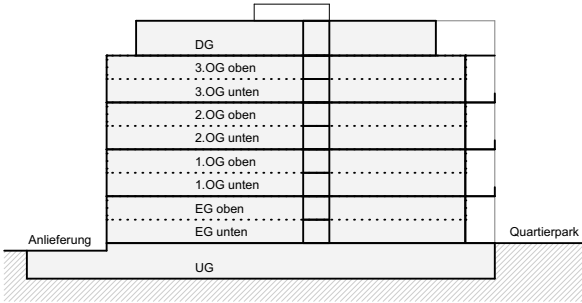 DG
3.OG oben
3.OG unten
2.OG oben
2.OG unten
1.OG oben
1.OG unten
EG oben
EG unten
Anlieferung
Quartierpark
UG